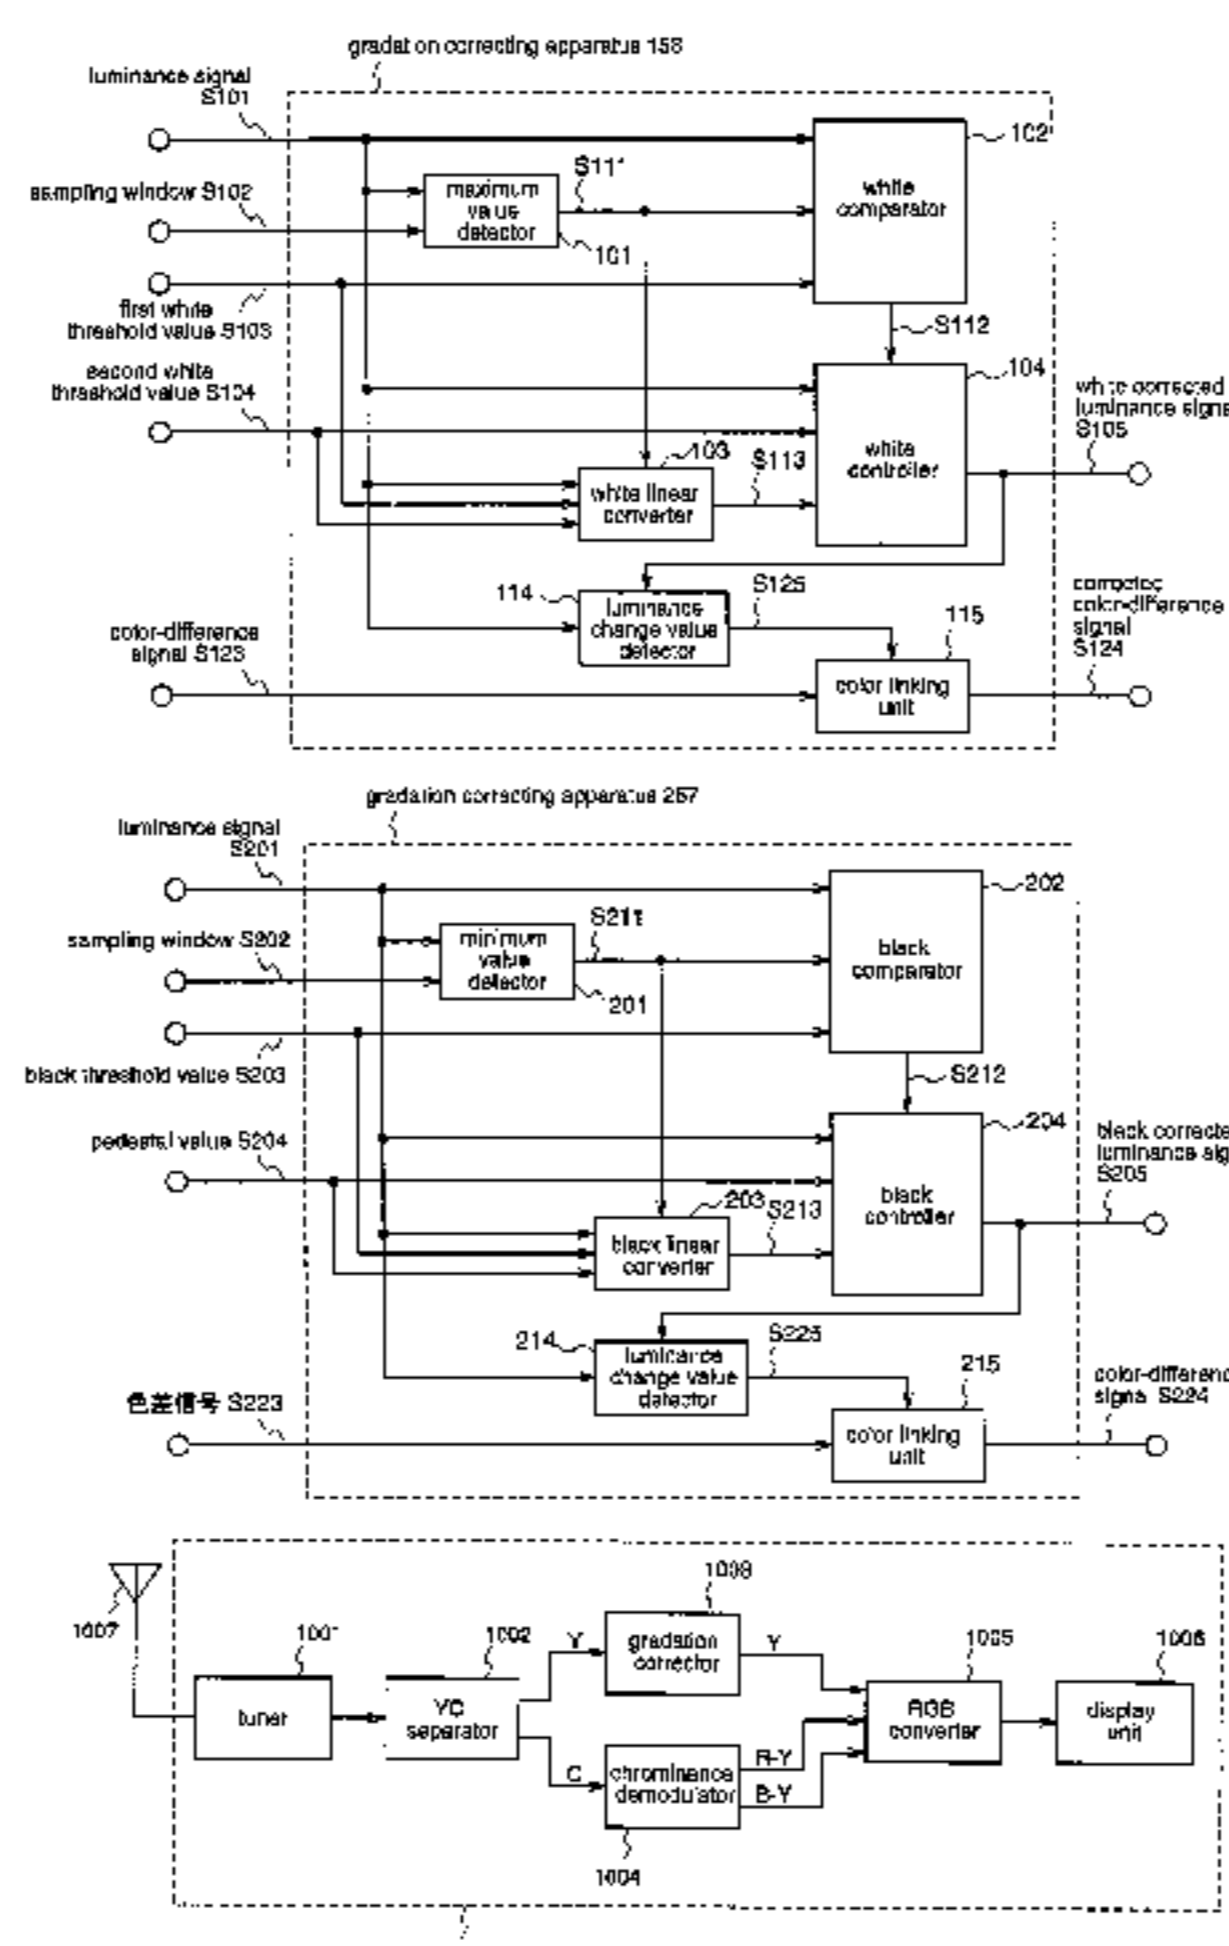 gradation correcting apparatus 158
luminance signal
S101
102
S111
sampling window S102
maximum
value
detector
white
comparator
101
first white
threshold value S103
S112
second white
threshold value S104
104
white corrected
luminance signa
S105
103
S113
white
controller
white linear
converter
114
S125
corrected
color-difference
signal
S124
luminance
change value
detector
115
color-difference
signal S123
color linking
unit
gradation correcting apparatus 267
luminance signal
S201
202
S211
sampling window S202
minimum
value
detector
black
comparator
201
black threshold value S203
S212
204
pedestal value S204
black correcte
luminance sig
S205
203
S213
black
controller
black linear
converter
214
S225
luminance
change value
detector
215
color-differenc
signal S224
色差信号 S223
color linking
unit
1008
1007
1001
1002
Y
gradation
corrector
Y
1005
1006
tuner
YC
separator
RGB
converter
display
unit
C
chrominance
demodulator
R-Y
B-Y
1004